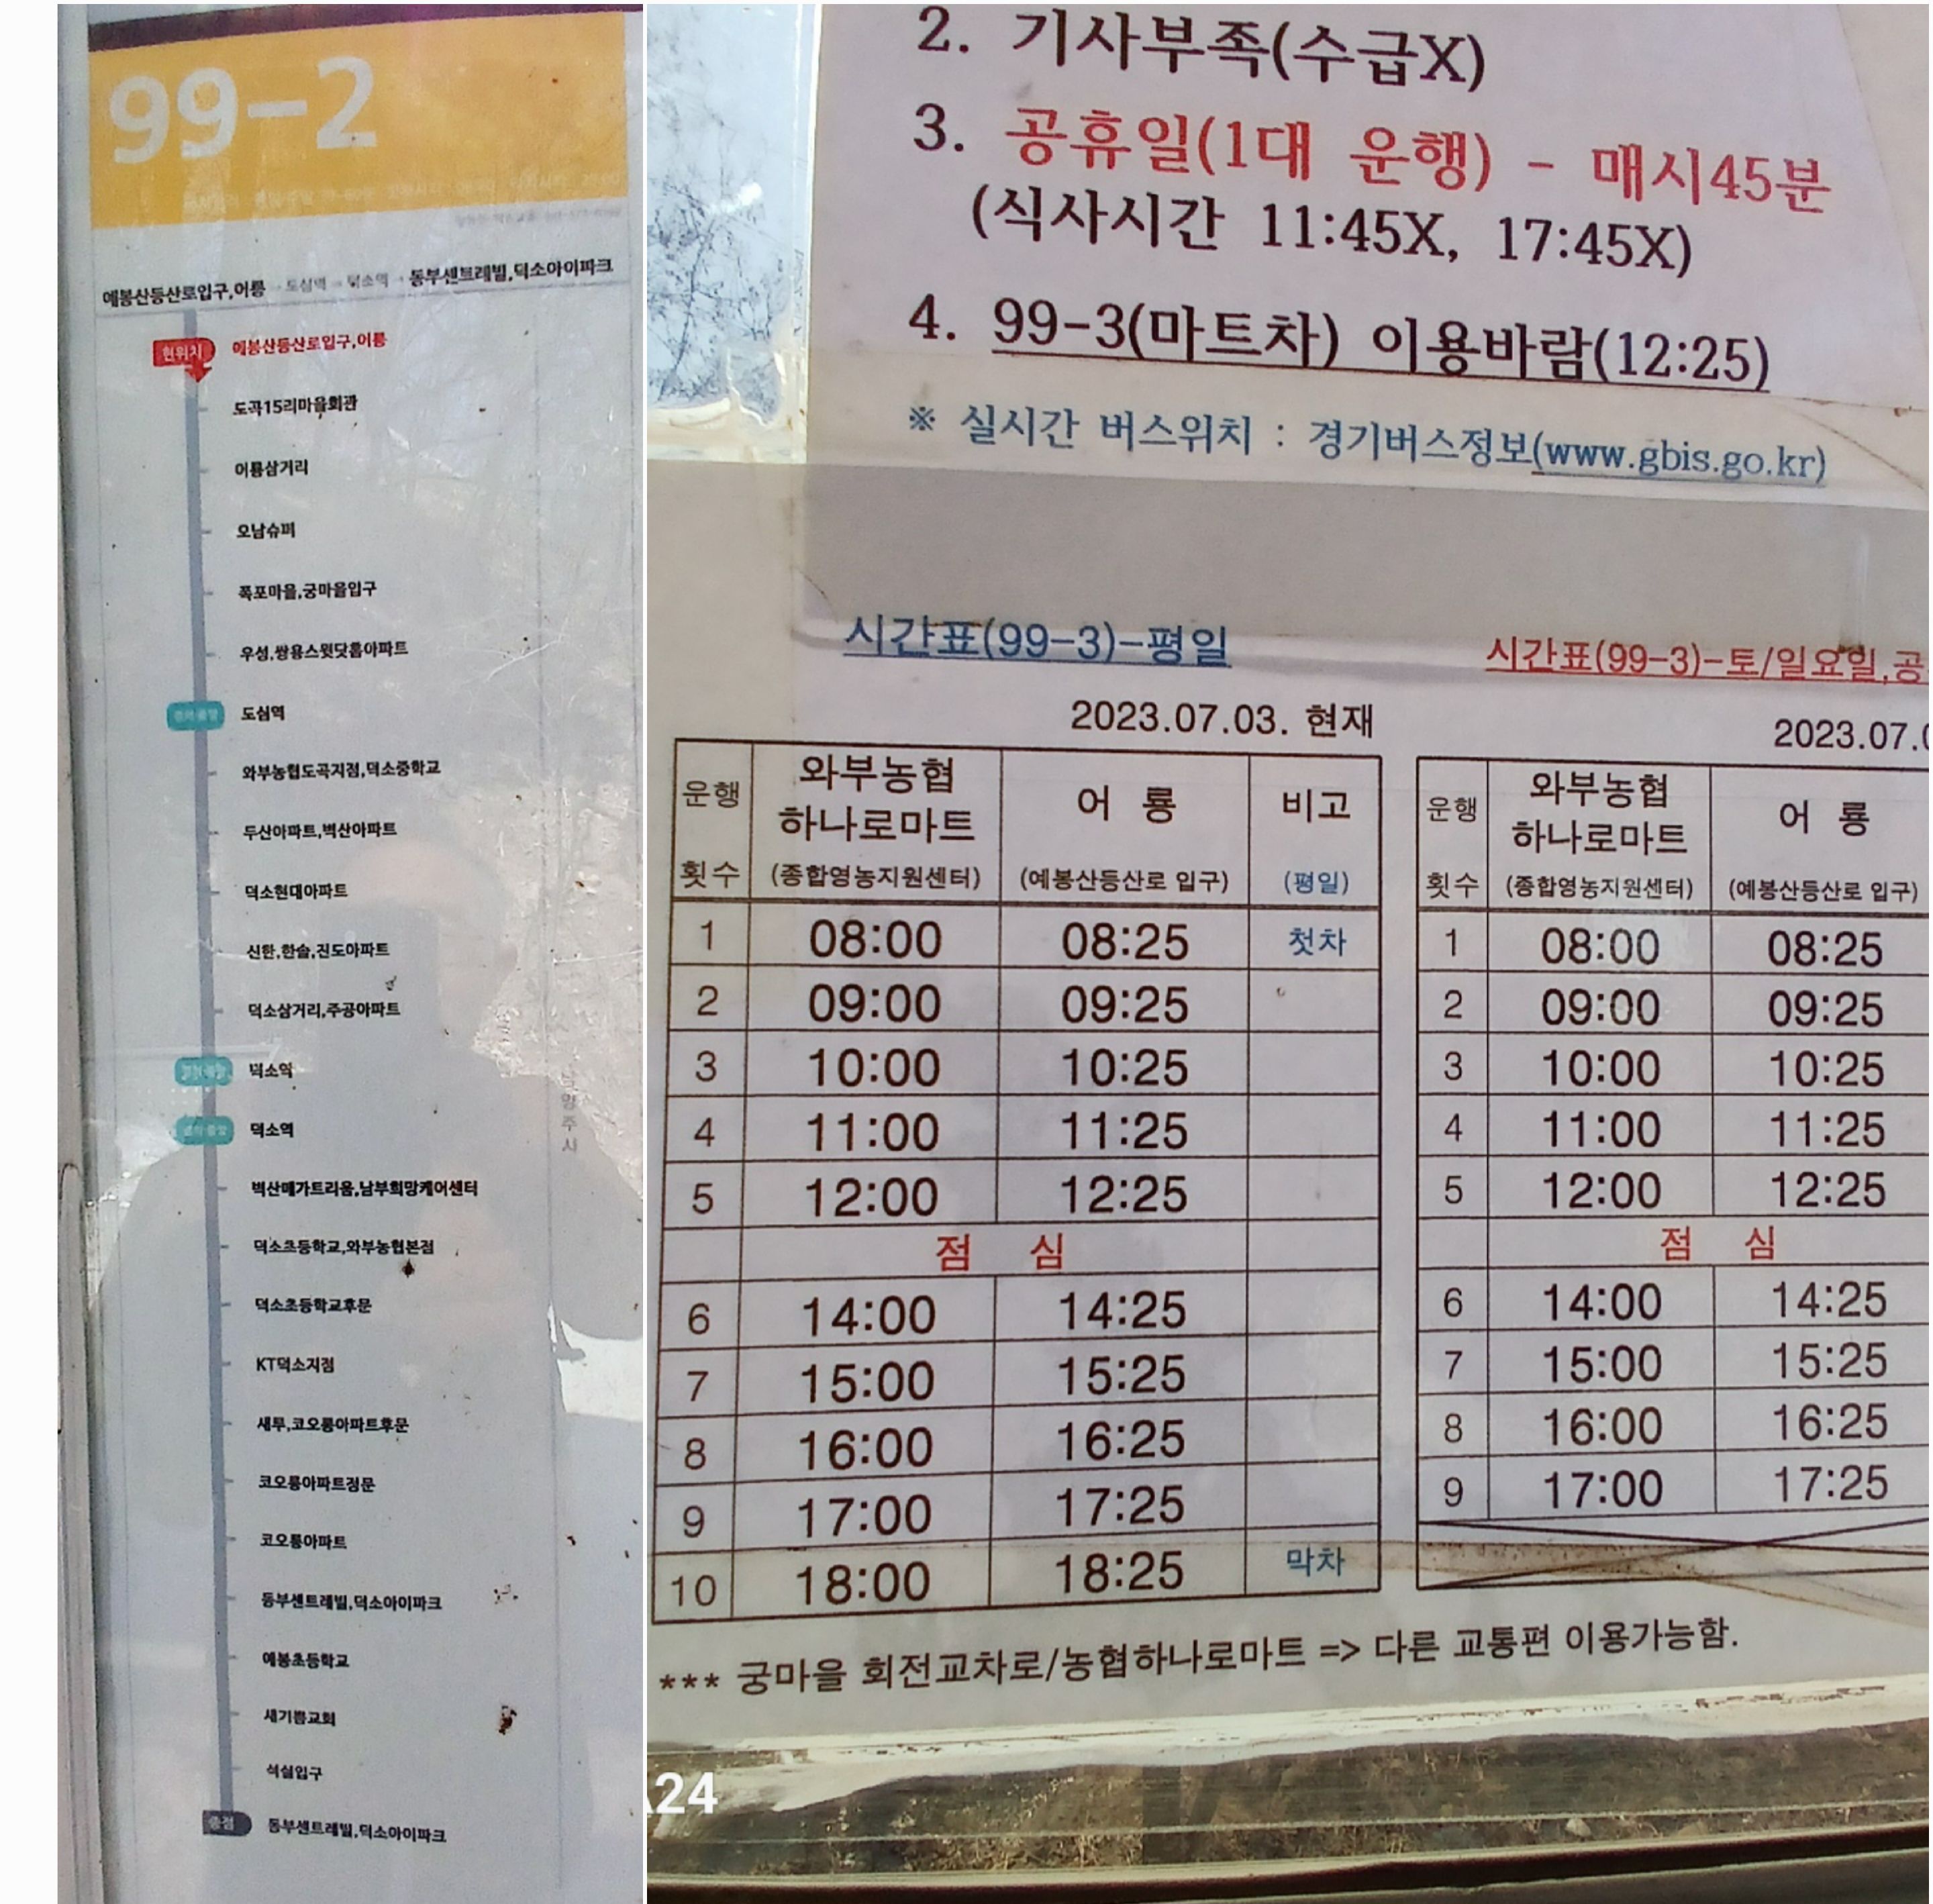 99-2
예봉산등산로입구,어룡 → 도심역 → 덕소역 → 동부센트레빌,덕소아이파크
현위치
예봉산등산로입구,어룡
도곡15리마을회관
어룡삼거리
오남슈퍼
폭포마을,궁마을입구
우성,쌍용스윗닷홈아파트
도심역
와부농협도곡지점,덕소중학교
두산아파트,벽산아파트
덕소현대아파트
신한,한솔,진도아파트
덕소삼거리,주공아파트
덕소역
덕소역
벽산메가트리움,남부희망케어센터
덕소초등학교,와부농협본점
덕소초등학교후문
KT덕소지점
새투,코오롱아파트후문
코오롱아파트정문
코오롱아파트
동부센트레빌,덕소아이파크
예봉초등학교
새기쁨교회
석실입구
종점
동부센트레빌,덕소아이파크
양주시
2. 기사부족(수급X)
3. 공휴일(1대 운행) - 매시45분
(식사시간 11:45X, 17:45X)
4. 99-3(마트차) 이용바람(12:25)
※ 실시간 버스위치 : 경기버스정보(www.gbis.go.kr)
시간표(99-3)-평일
2023.07.03. 현재
운행 횟수 와부농협 하나로마트 (종합영농지원센터) 어 룡 (예봉산등산로 입구) 비고 (평일)
1 08:00 08:25 첫차
2 09:00 09:25
3 10:00 10:25
4 11:00 11:25
5 12:00 12:25
점 심
6 14:00 14:25
7 15:00 15:25
8 16:00 16:25
9 17:00 17:25
10 18:00 18:25 막차
시간표(99-3)-토/일요일,공
2023.07.0
운행 횟수 와부농협 하나로마트 (종합영농지원센터) 어 룡 (예봉산등산로 입구)
1 08:00 08:25
2 09:00 09:25
3 10:00 10:25
4 11:00 11:25
5 12:00 12:25
점 심
6 14:00 14:25
7 15:00 15:25
8 16:00 16:25
9 17:00 17:25
*** 궁마을 회전교차로/농협하나로마트 => 다른 교통편 이용가능함.
24